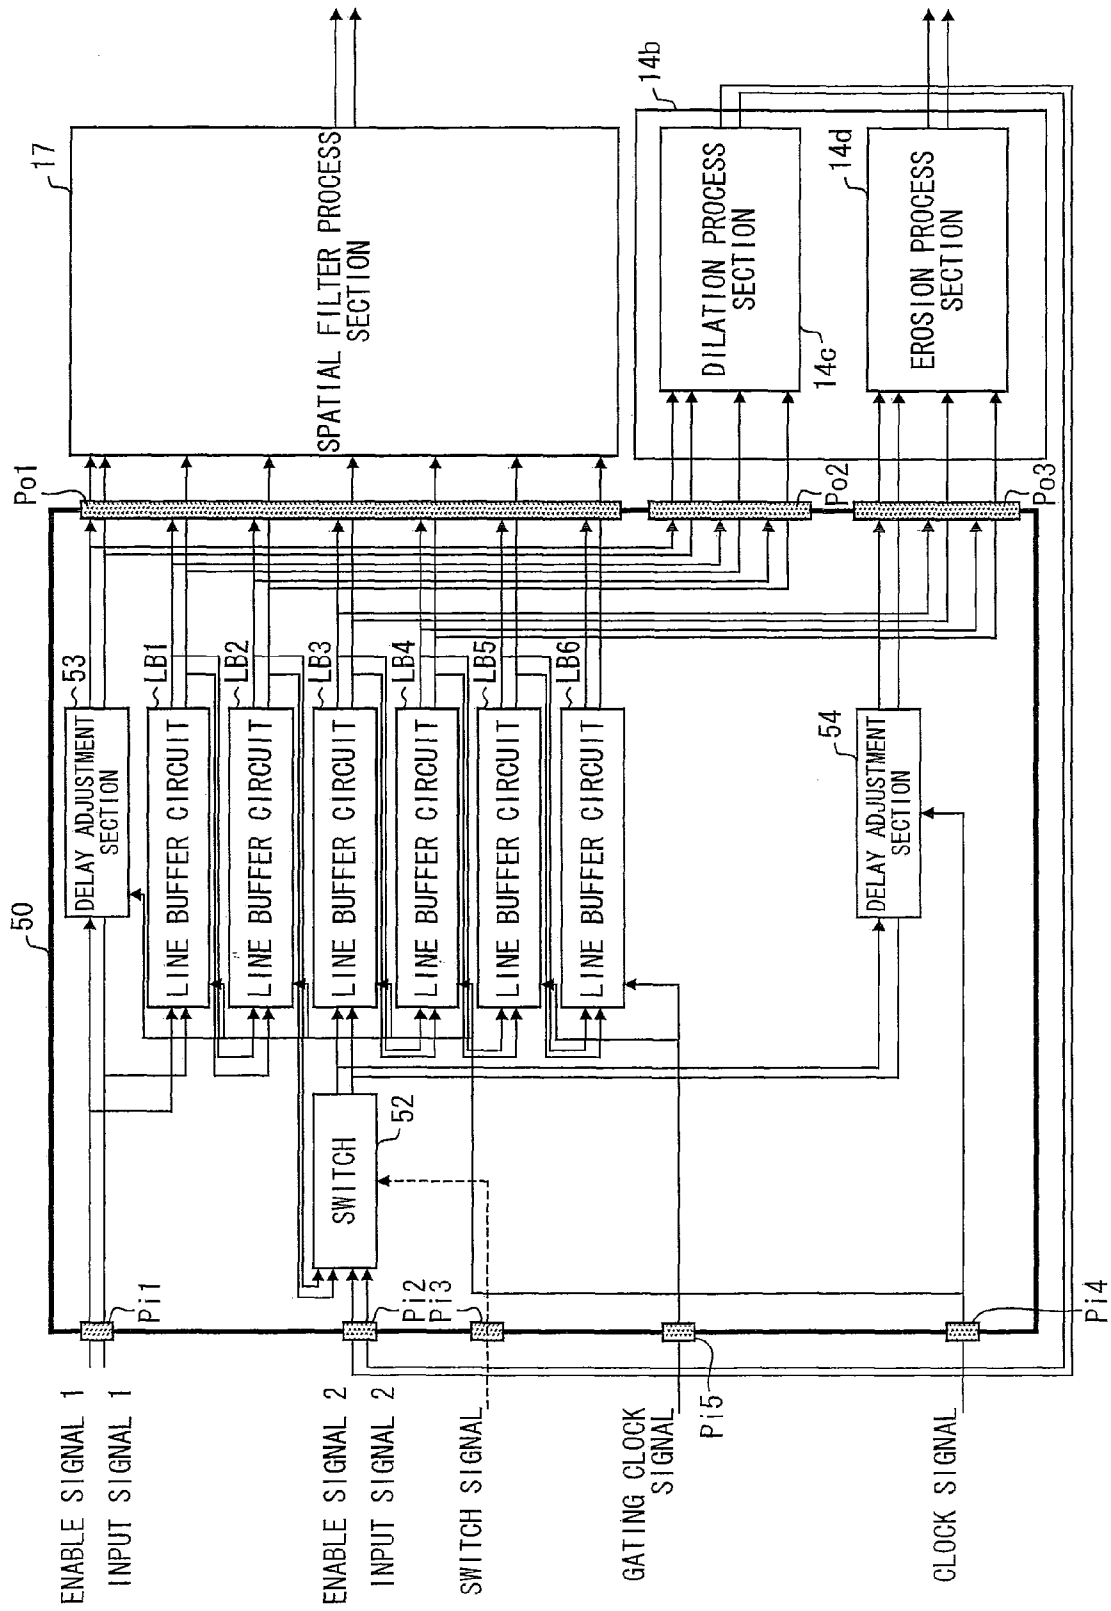 ENABLE SIGNAL 1
INPUT SIGNAL 1
ENABLE SIGNAL 2
INPUT SIGNAL 2
SWITCH SIGNAL
GATING CLOCK
SIGNAL
CLOCK SIGNAL
Pi1
Pi2
Pi3
Pi5
Pi4
50
SWITCH
52
DELAY ADJUSTMENT
SECTION
53
LINE BUFFER CIRCUIT
LB1
LINE BUFFER CIRCUIT
LB2
LINE BUFFER CIRCUIT
LB3
LINE BUFFER CIRCUIT
LB4
LINE BUFFER CIRCUIT
LB5
LINE BUFFER CIRCUIT
LB6
DELAY ADJUSTMENT
SECTION
54
Po1
Po2
Po3
17
SPATIAL FILTER PROCESS
SECTION
14b
DILATION PROCESS
SECTION
14c
14d
EROSION PROCESS
SECTION